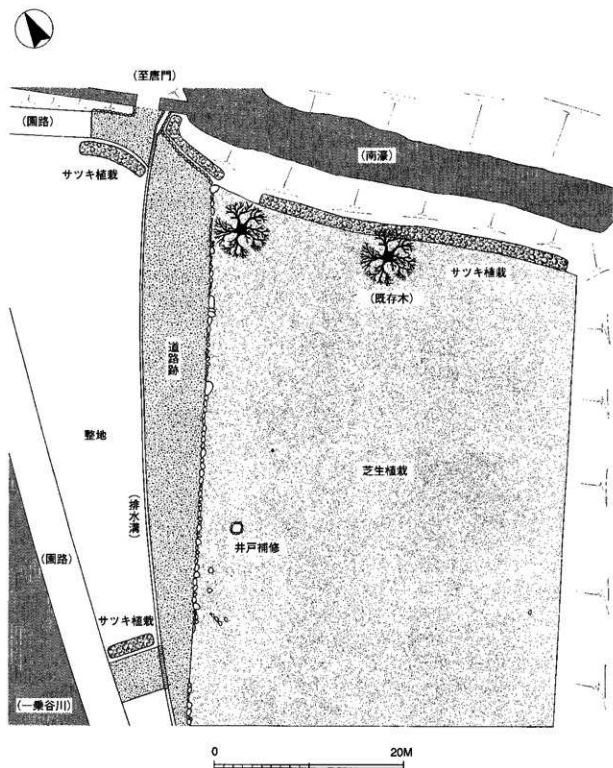 (至唐門)
(園路)
(南濠)
サツキ植栽
サツキ植栽
(既存木)
道路跡
整地
芝生植栽
(排水溝)
井戸補修
(園路)
サツキ植栽
(一乗谷川)
0 20M